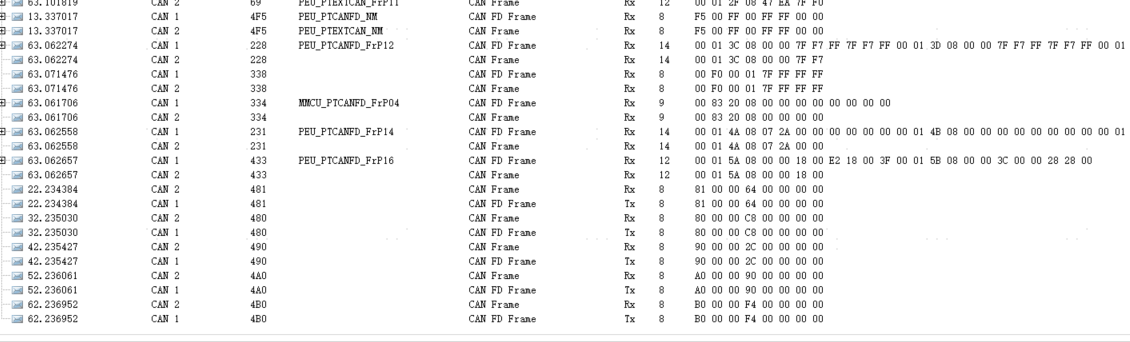 63.101819 CAN 2 69 PEU_PTEXTCAN_FrP11 CAN Frame Rx 12 00 01 2F 08 47 EA 7F F0
13.337017 CAN 1 4F5 PEU_PTCANFD_NM CAN FD Frame Rx 8 F5 00 FF FF 00 FF 00 00
13.337017 CAN 2 4F5 PEU_PTEXTCAN_NM CAN Frame Rx 8 F5 00 FF FF 00 FF 00 00
63.062274 CAN 1 228 PEU_PTCANFD_FrP12 CAN FD Frame Rx 14 00 01 3C 08 00 00 7F F7 FF 7F F7 FF 00 01 3D 08 00 00 7F F7 FF 7F F7 FF 00 01
63.062274 CAN 2 228 CAN Frame Rx 14 00 01 3C 08 00 00 7F F7
63.071476 CAN 1 338 CAN FD Frame Rx 8 00 F0 00 01 7F FF FF FF
63.071476 CAN 2 338 CAN Frame Rx 8 00 F0 00 01 7F FF FF FF
63.061706 CAN 1 334 MMCU_PTCANFD_FrP04 CAN FD Frame Rx 9 00 83 20 08 00 00 00 00 00 00 00 00
63.061706 CAN 2 334 CAN Frame Rx 9 00 83 20 08 00 00 00 00
63.062558 CAN 1 231 PEU_PTCANFD_FrP14 CAN FD Frame Rx 14 00 01 4A 08 07 2A 00 00 00 00 00 00 00 01 4B 08 00 00 00 00 00 00 00 00 00 01
63.062558 CAN 2 231 CAN Frame Rx 14 00 01 4A 08 07 2A 00 00
63.062657 CAN 1 433 PEU_PTCANFD_FrP16 CAN FD Frame Rx 12 00 01 5A 08 00 00 18 00 E2 18 00 3F 00 01 5B 08 00 00 3C 00 00 28 28 00
63.062657 CAN 2 433 CAN Frame Rx 12 00 01 5A 08 00 00 18 00
22.234384 CAN 2 481 CAN Frame Rx 8 81 00 00 64 00 00 00 00
22.234384 CAN 1 481 CAN FD Frame Tx 8 81 00 00 64 00 00 00 00
32.235030 CAN 2 480 CAN Frame Rx 8 80 00 00 C8 00 00 00 00
32.235030 CAN 1 480 CAN FD Frame Tx 8 80 00 00 C8 00 00 00 00
42.235427 CAN 2 490 CAN Frame Rx 8 90 00 00 2C 00 00 00 00
42.235427 CAN 1 490 CAN FD Frame Tx 8 90 00 00 2C 00 00 00 00
52.236061 CAN 2 4A0 CAN Frame Rx 8 A0 00 00 90 00 00 00 00
52.236061 CAN 1 4A0 CAN FD Frame Tx 8 A0 00 00 90 00 00 00 00
62.236952 CAN 2 4B0 CAN Frame Rx 8 B0 00 00 F4 00 00 00 00
62.236952 CAN 1 4B0 CAN FD Frame Tx 8 B0 00 00 F4 00 00 00 00